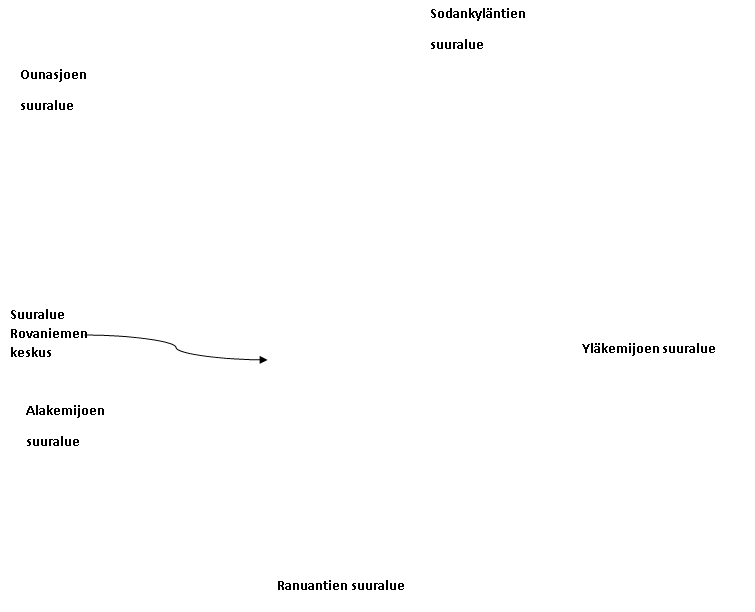 Sodankyläntien
suuralue
Ounasjoen
suuralue
Suuralue
Rovaniemen
keskus
Yläkemijoen suuralue
Alakemijoen
suuralue
Ranuantien suuralue